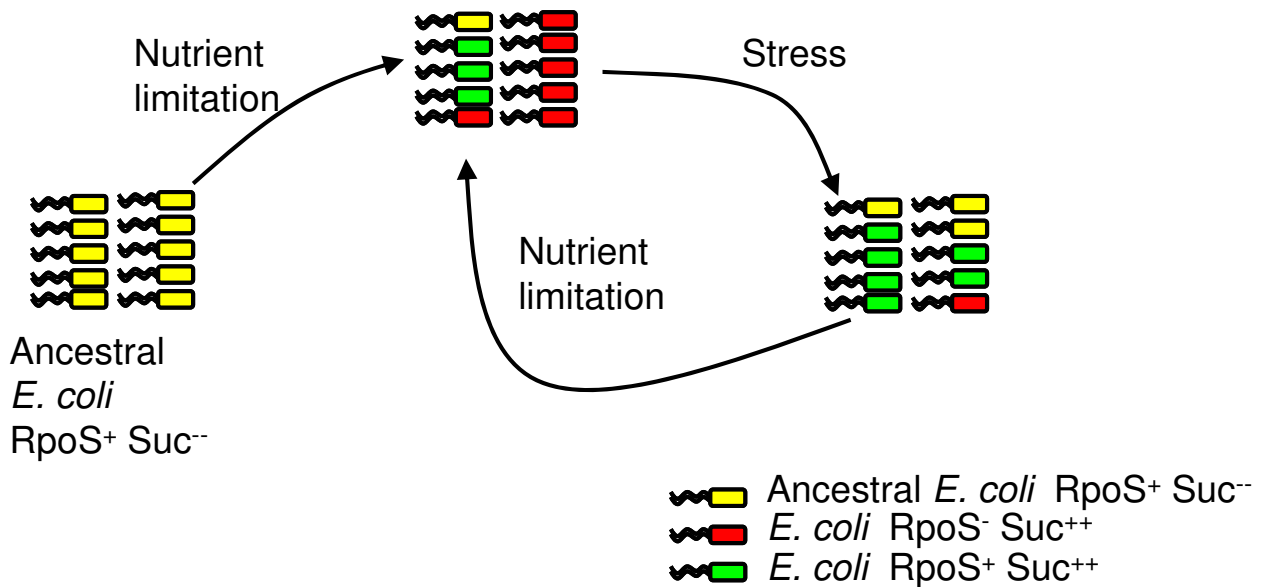 Nutrient
limitation
Stress
Nutrient
limitation
Ancestral
E. coli
RpoS⁺ Suc⁻⁻
Ancestral E. coli RpoS⁺ Suc⁻⁻
E. coli RpoS⁻ Suc⁺⁺
E. coli RpoS⁺ Suc⁺⁺